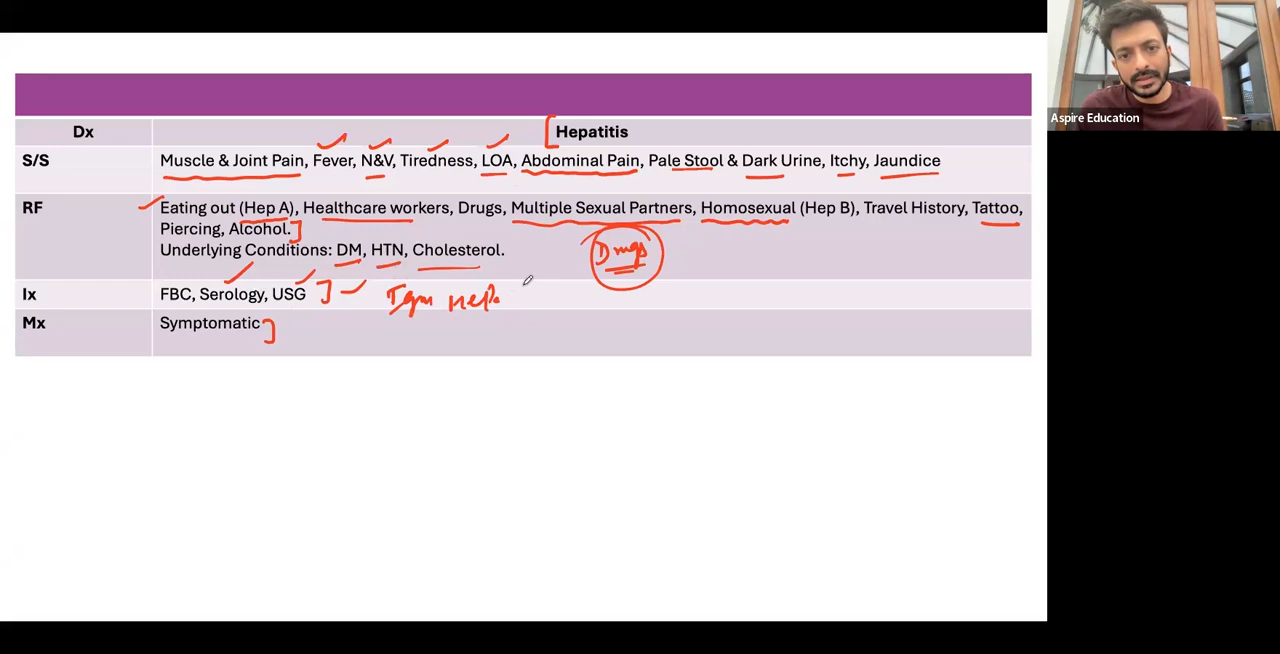 Aspire Education
Dx Hepatitis
S/S Muscle & Joint Pain, Fever, N&V, Tiredness, LOA, Abdominal Pain, Pale Stool & Dark Urine, Itchy, Jaundice
RF Eating out (Hep A), Healthcare workers, Drugs, Multiple Sexual Partners, Homosexual (Hep B), Travel History, Tattoo,
Piercing, Alcohol.
Underlying Conditions: DM, HTN, Cholesterol.
Drugs
Ix FBC, Serology, USG
IgM Hep
Mx Symptomatic